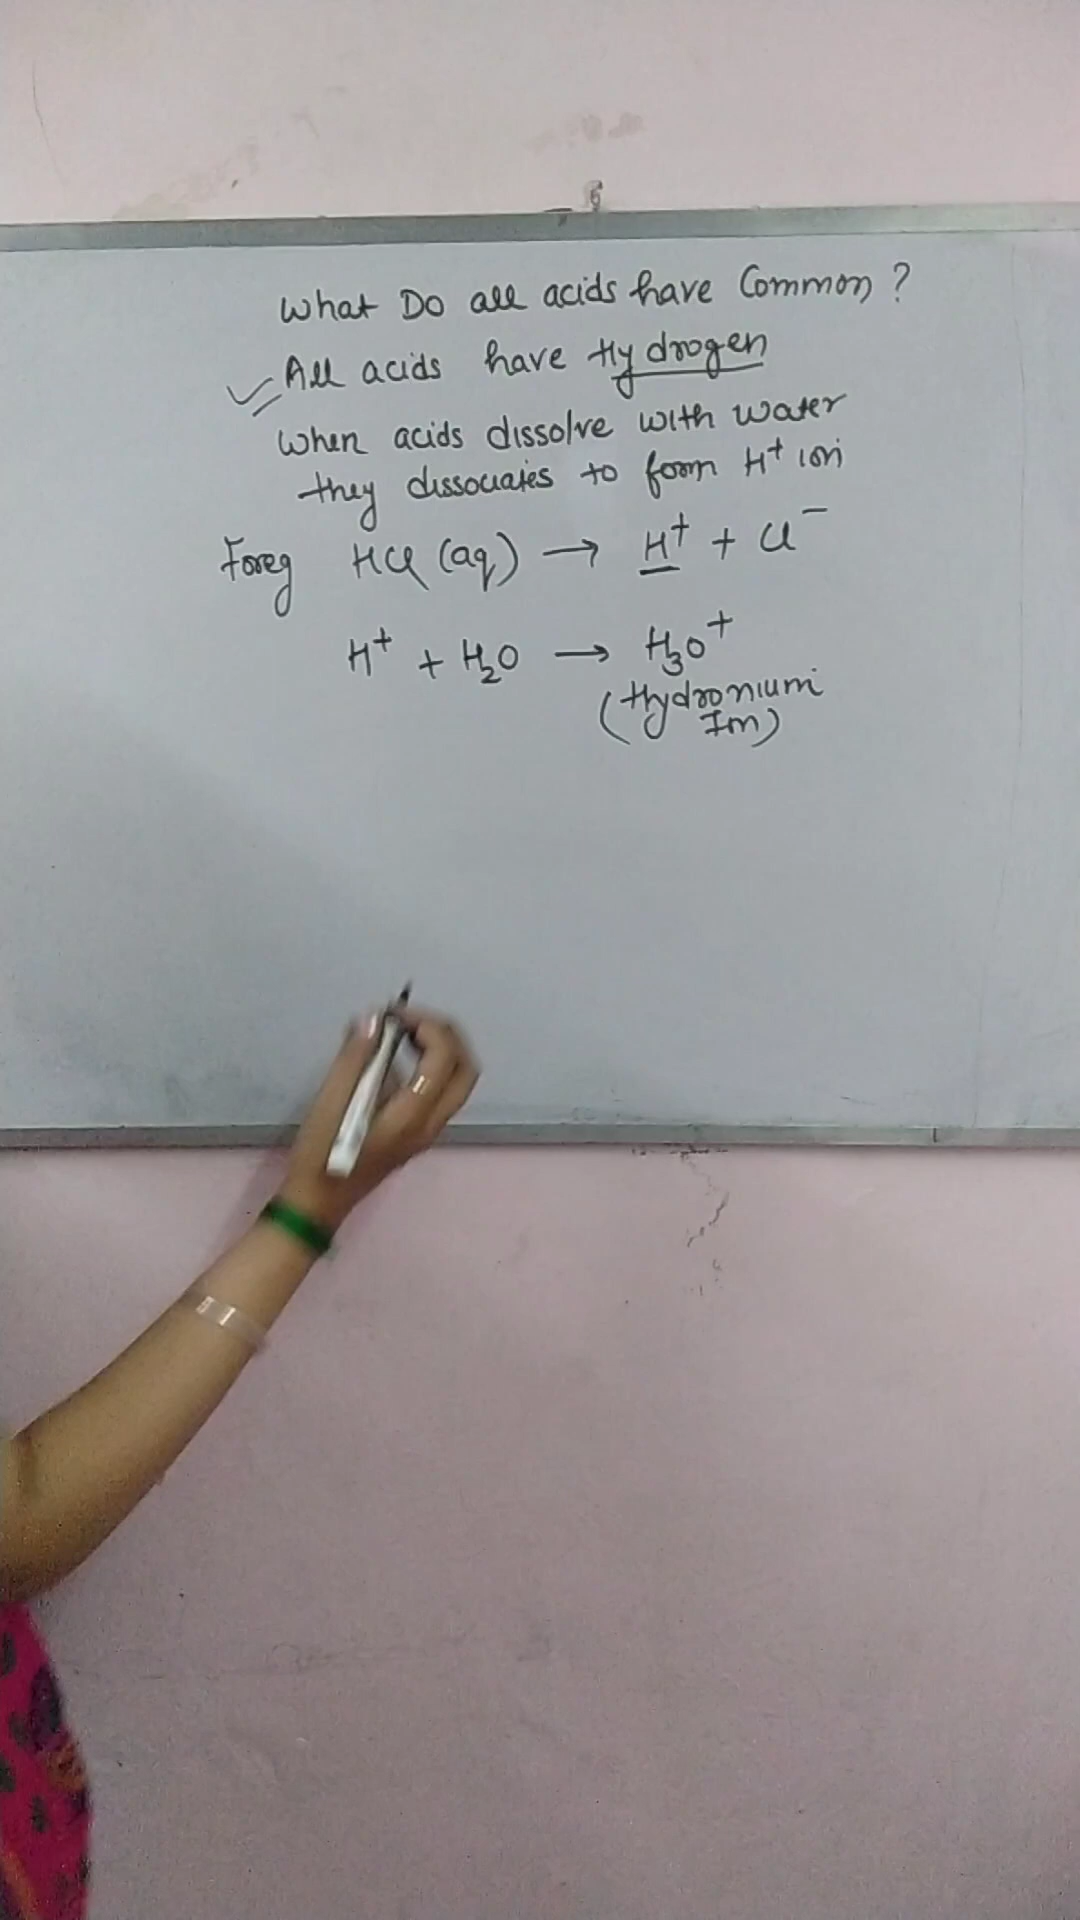 What Do all acids have Common ?
All acids have Hydrogen
When acids dissolve with water
they dissociates to form H⁺ ion
For eg HCl (aq) → H⁺ + Cl⁻
H⁺ + H₂O → H₃O⁺
(Hydronium
Ion)